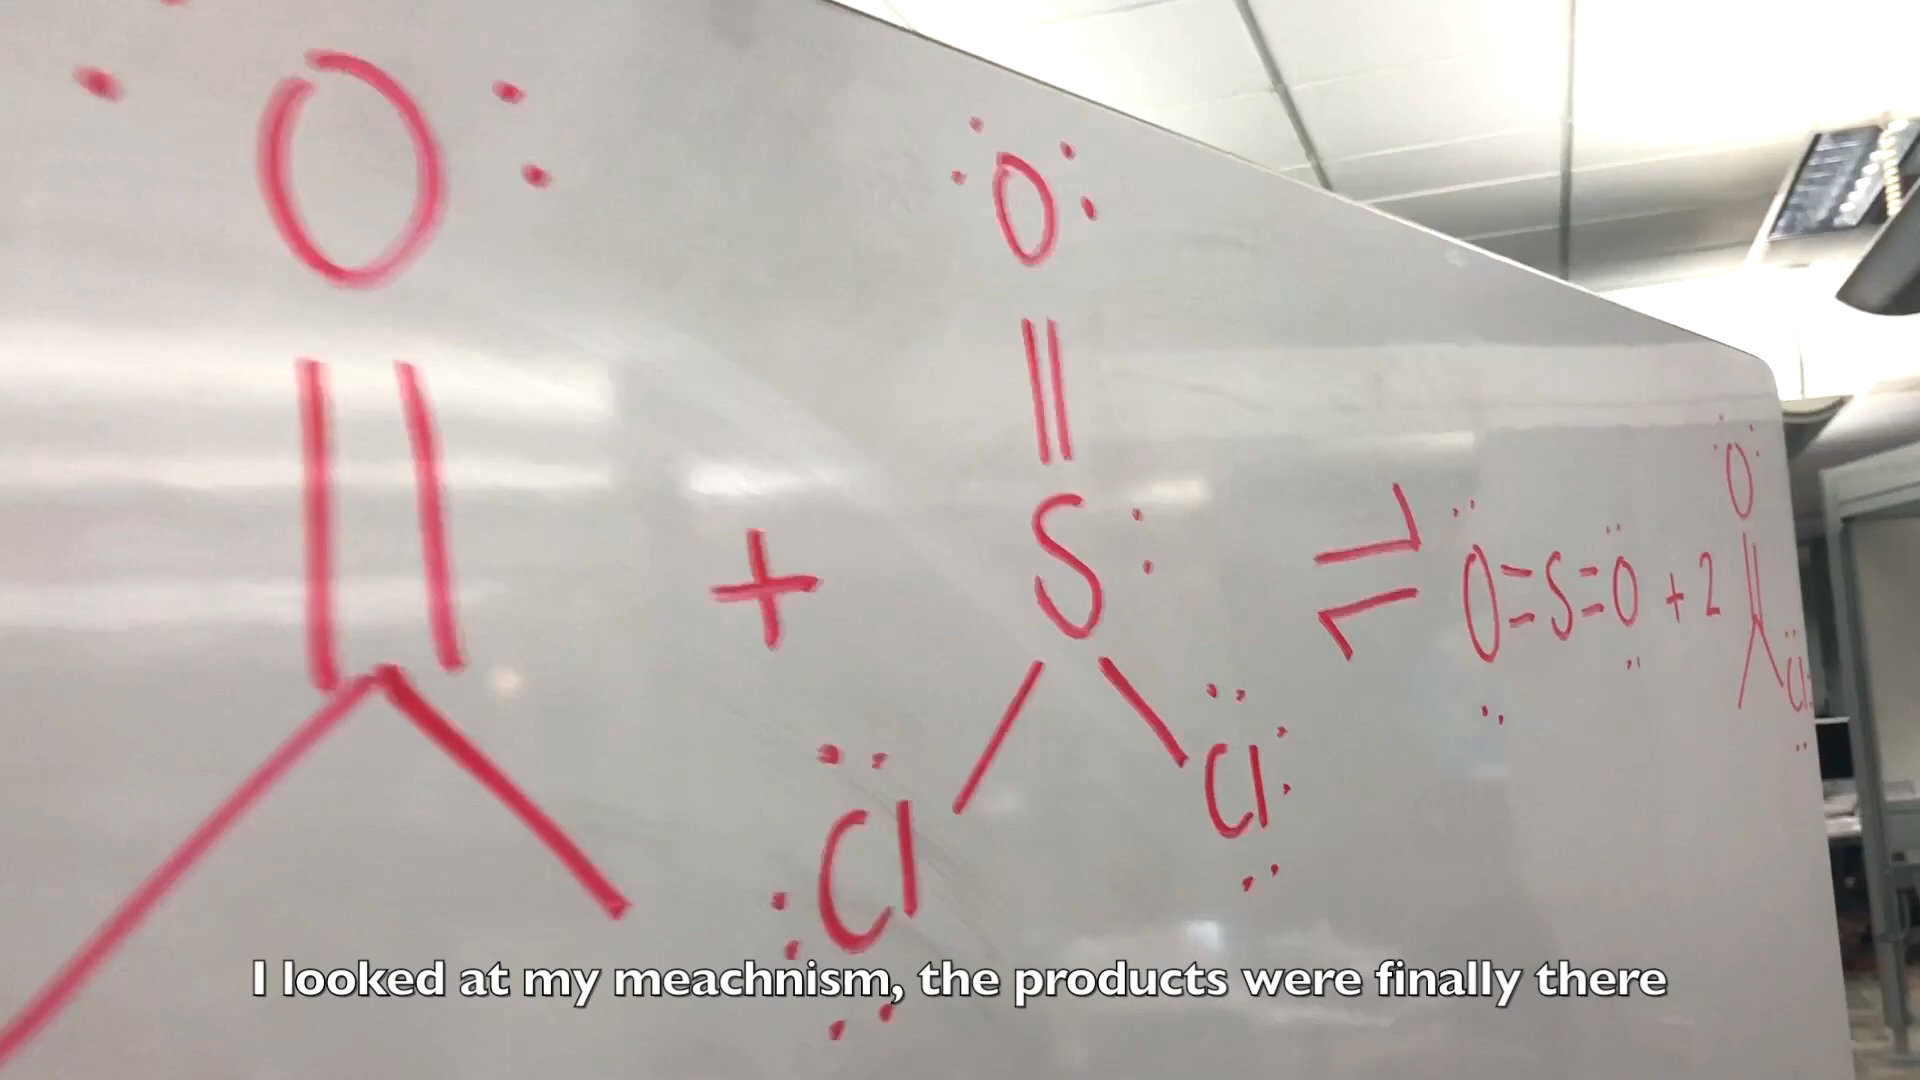 O + O=S(Cl)Cl ⇌ O=S=O + 2 O Cl
I looked at my meachnism, the products were finally there